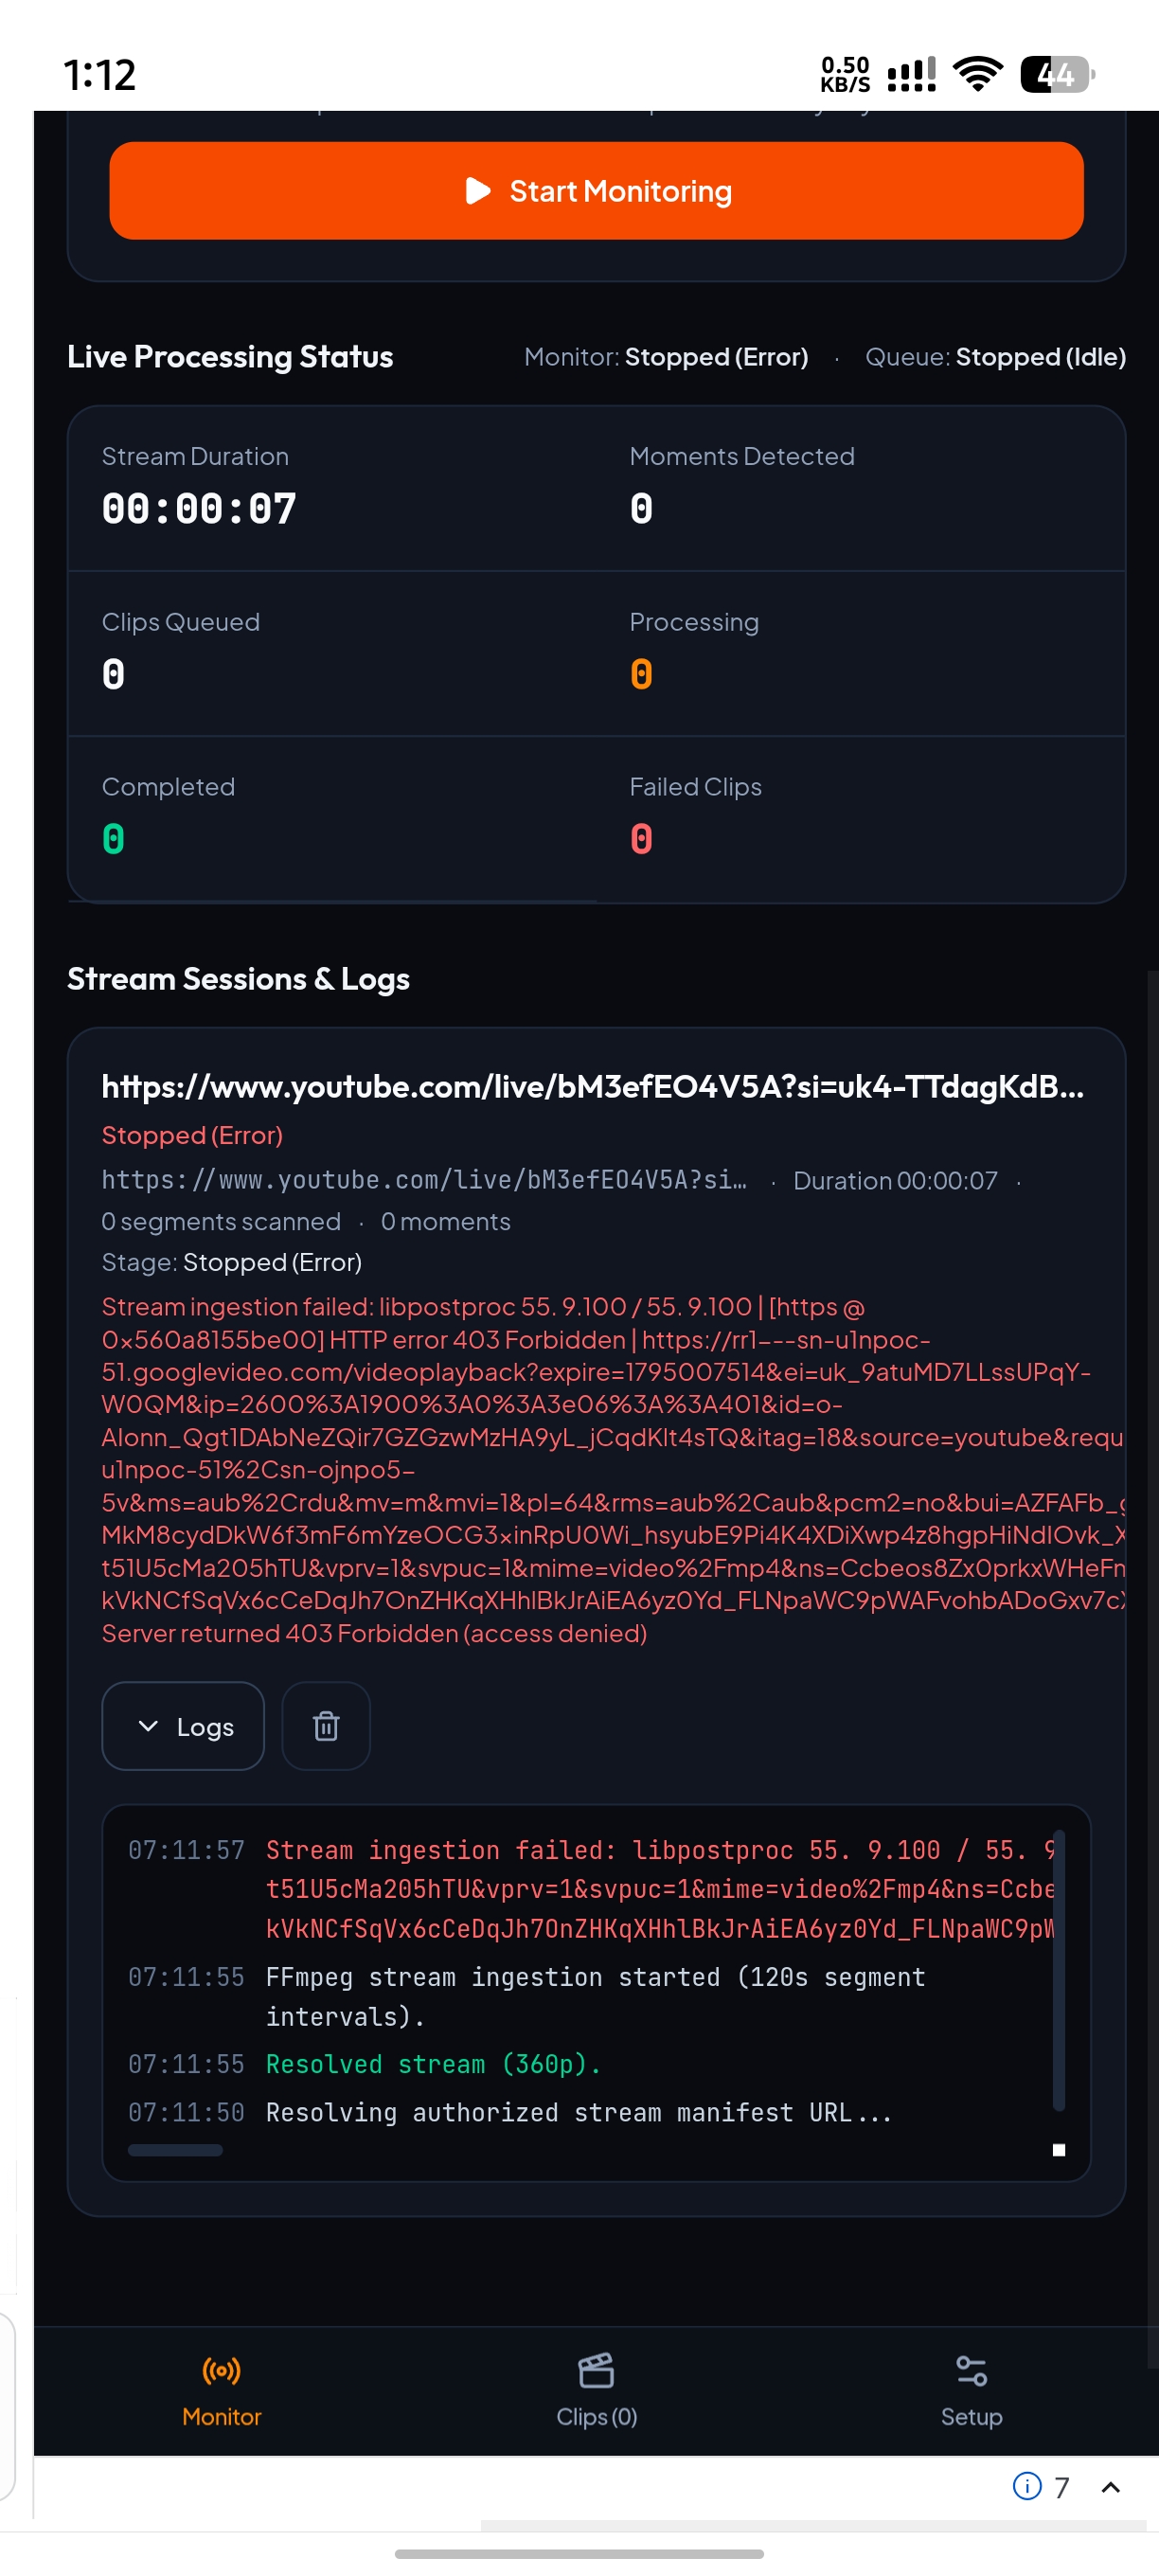 1:12
0.50
KB/S
44
Start Monitoring
Live Processing Status
Monitor: Stopped (Error) · Queue: Stopped (Idle)
Stream Duration
00:00:07
Moments Detected
0
Clips Queued
0
Processing
0
Completed
0
Failed Clips
0
Stream Sessions & Logs
https://www.youtube.com/live/bM3efEO4V5A?si=uk4-TTdagKdB...
Stopped (Error)
https://www.youtube.com/live/bM3efEO4V5A?si… · Duration 00:00:07 ·
0 segments scanned · 0 moments
Stage: Stopped (Error)
Stream ingestion failed: libpostproc 55. 9.100 / 55. 9.100 | [https @
0x560a8155be00] HTTP error 403 Forbidden | https://rr1---sn-u1npoc-
51.googlevideo.com/videoplayback?expire=1795007514&ei=uk_9atuMD7LLssUPqY-
W0QM&ip=2600%3A1900%3A0%3A3e06%3A%3A401&id=o-
AIonn_Qgt1DAbNeZQir7GZGzwMzHA9yL_jCqdKlt4sTQ&itag=18&source=youtube&requ
u1npoc-51%2Csn-ojnpo5-
5v&ms=aub%2Crdu&mv=m&mvi=1&pl=64&rms=aub%2Caub&pcm2=no&bui=AZFAFb_g
MkM8cydDkW6f3mF6mYzeOCG3xinRpU0Wi_hsyubE9Pi4K4XDiXwp4z8hgpHiNdIOvk_X
t51U5cMa205hTU&vprv=1&svpuc=1&mime=video%2Fmp4&ns=Ccbeos8Zx0prkxWHeFn
kVkNCfSqVx6cCeDqJh7OnZHKqXHhlBkJrAiEA6yz0Yd_FLNpaWC9pWAFvohbADoGxv7cX
Server returned 403 Forbidden (access denied)
Logs
07:11:57 Stream ingestion failed: libpostproc 55. 9.100 / 55. 9
t51U5cMa205hTU&vprv=1&svpuc=1&mime=video%2Fmp4&ns=Ccbe
kVkNCfSqVx6cCeDqJh7OnZHKqXHhlBkJrAiEA6yz0Yd_FLNpaWC9pW
07:11:55 FFmpeg stream ingestion started (120s segment
intervals).
07:11:55 Resolved stream (360p).
07:11:50 Resolving authorized stream manifest URL...
Monitor
Clips (0)
Setup
7